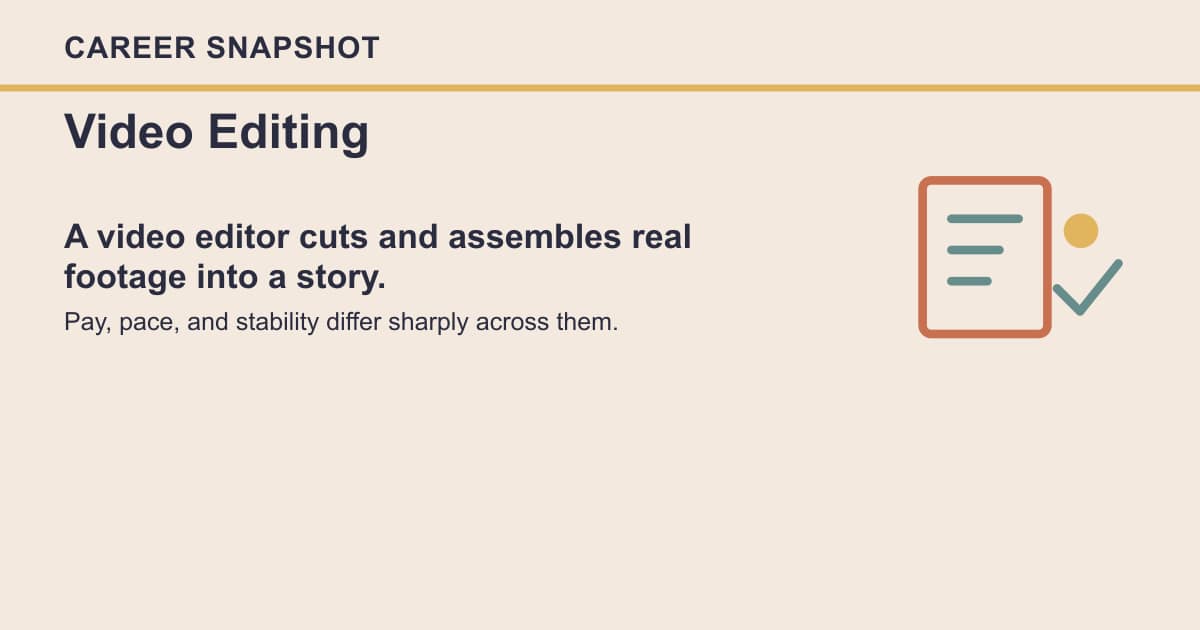 CAREER SNAPSHOT
Video Editing
A video editor cuts and assembles real
footage into a story.
Pay, pace, and stability differ sharply across them.